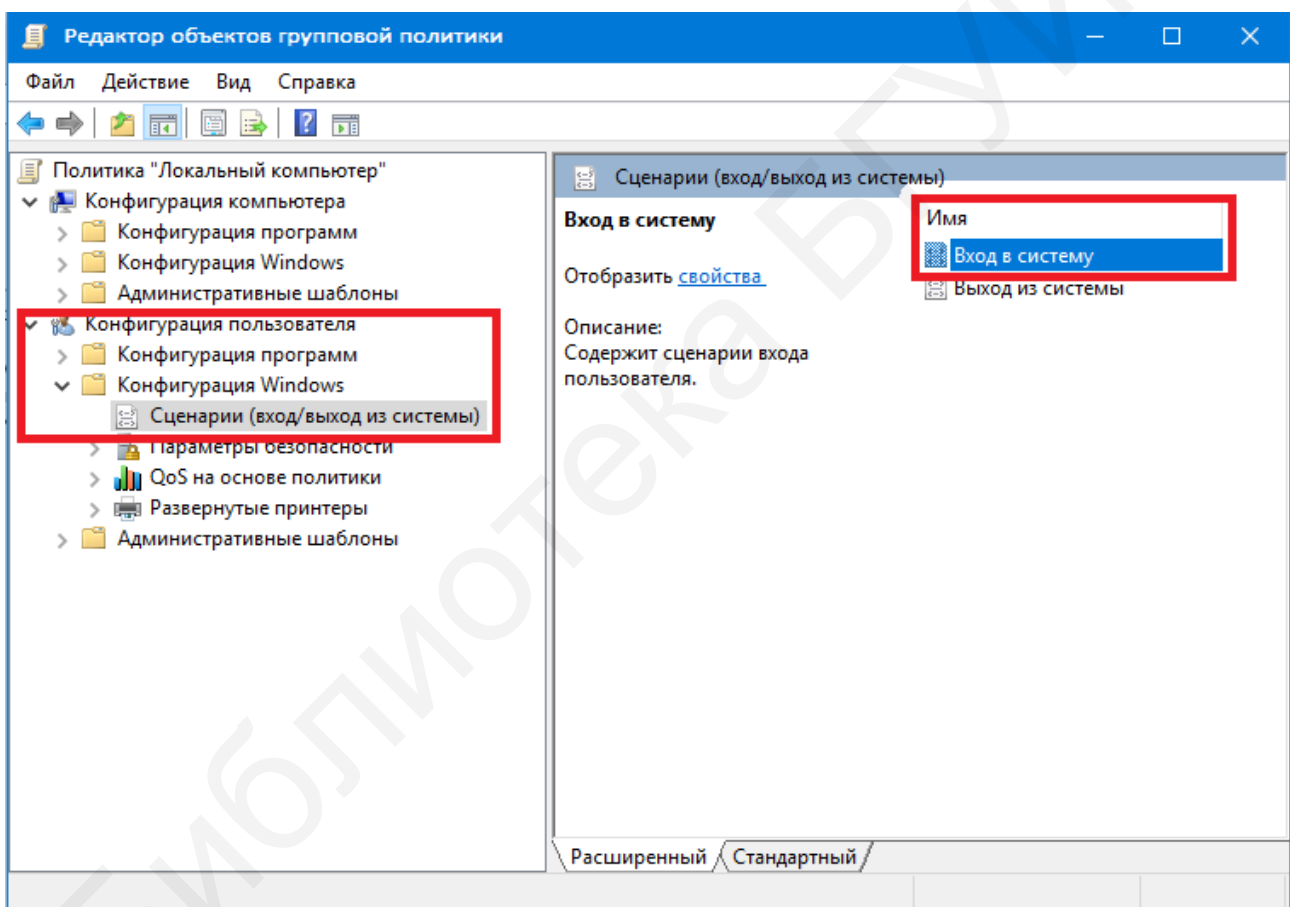 Редактор объектов групповой политики
Файл Действие Вид Справка
Политика "Локальный компьютер"
Конфигурация компьютера
Конфигурация программ
Конфигурация Windows
Административные шаблоны
Конфигурация пользователя
Конфигурация программ
Конфигурация Windows
Сценарии (вход/выход из системы)
Параметры безопасности
QoS на основе политики
Развернутые принтеры
Административные шаблоны
Сценарии (вход/выход из системы)
Вход в систему
Отобразить свойства
Описание:
Содержит сценарии входа
пользователя.
Имя
Вход в систему
Выход из системы
Расширенный Стандартный